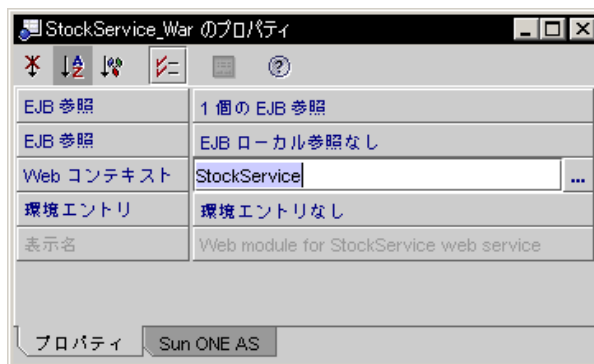 StockService_War のプロパティ
EJB 参照 1 個の EJB 参照
EJB 参照 EJB ローカル参照なし
Web コンテキスト StockService ...
環境エントリ 環境エントリなし
表示名 Web module for StockService web service
プロパティ Sun ONE AS